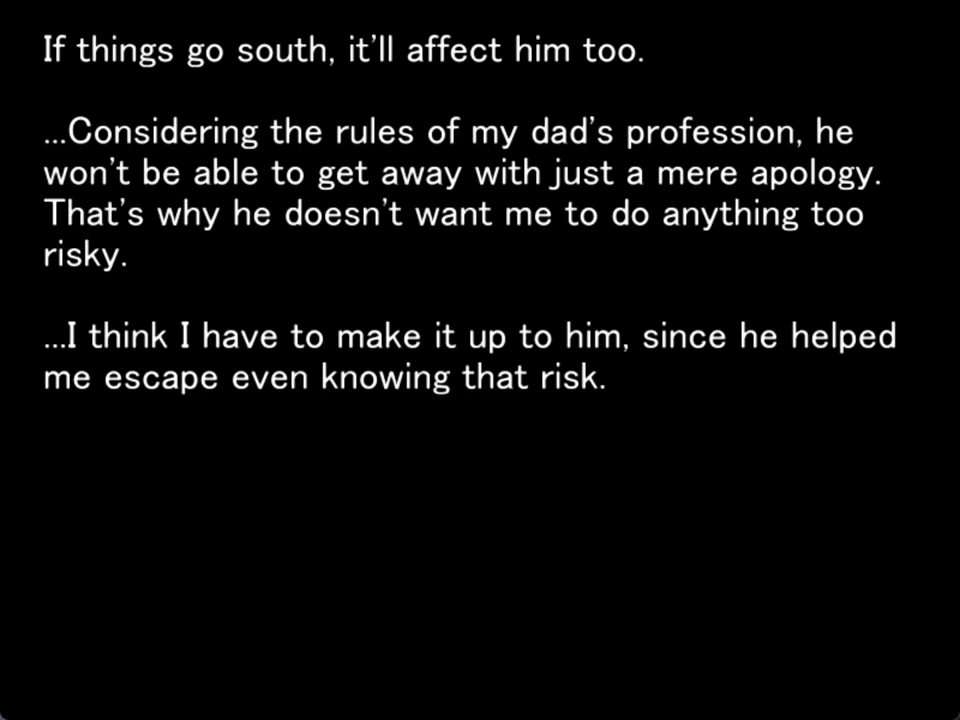 If things go south, it'll affect him too.
...Considering the rules of my dad's profession, he
won't be able to get away with just a mere apology.
That's why he doesn't want me to do anything too
risky.
...I think I have to make it up to him, since he helped
me escape even knowing that risk.